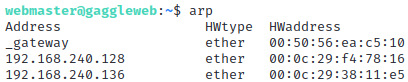 webmaster@gaggleweb:~$ arp
Address HWtype HWaddress
_gateway ether 00:50:56:ea:c5:10
192.168.240.128 ether 00:0c:29:f4:78:16
192.168.240.136 ether 00:0c:29:38:11:e5